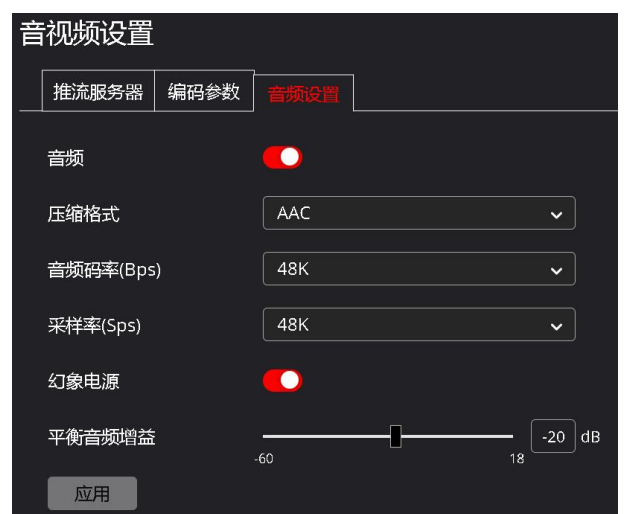 音视频设置
推流服务器 编码参数 音频设置
音频
压缩格式 AAC
音频码率(Bps) 48K
采样率(Sps) 48K
幻象电源
平衡音频增益 -20 dB
-60 18
应用